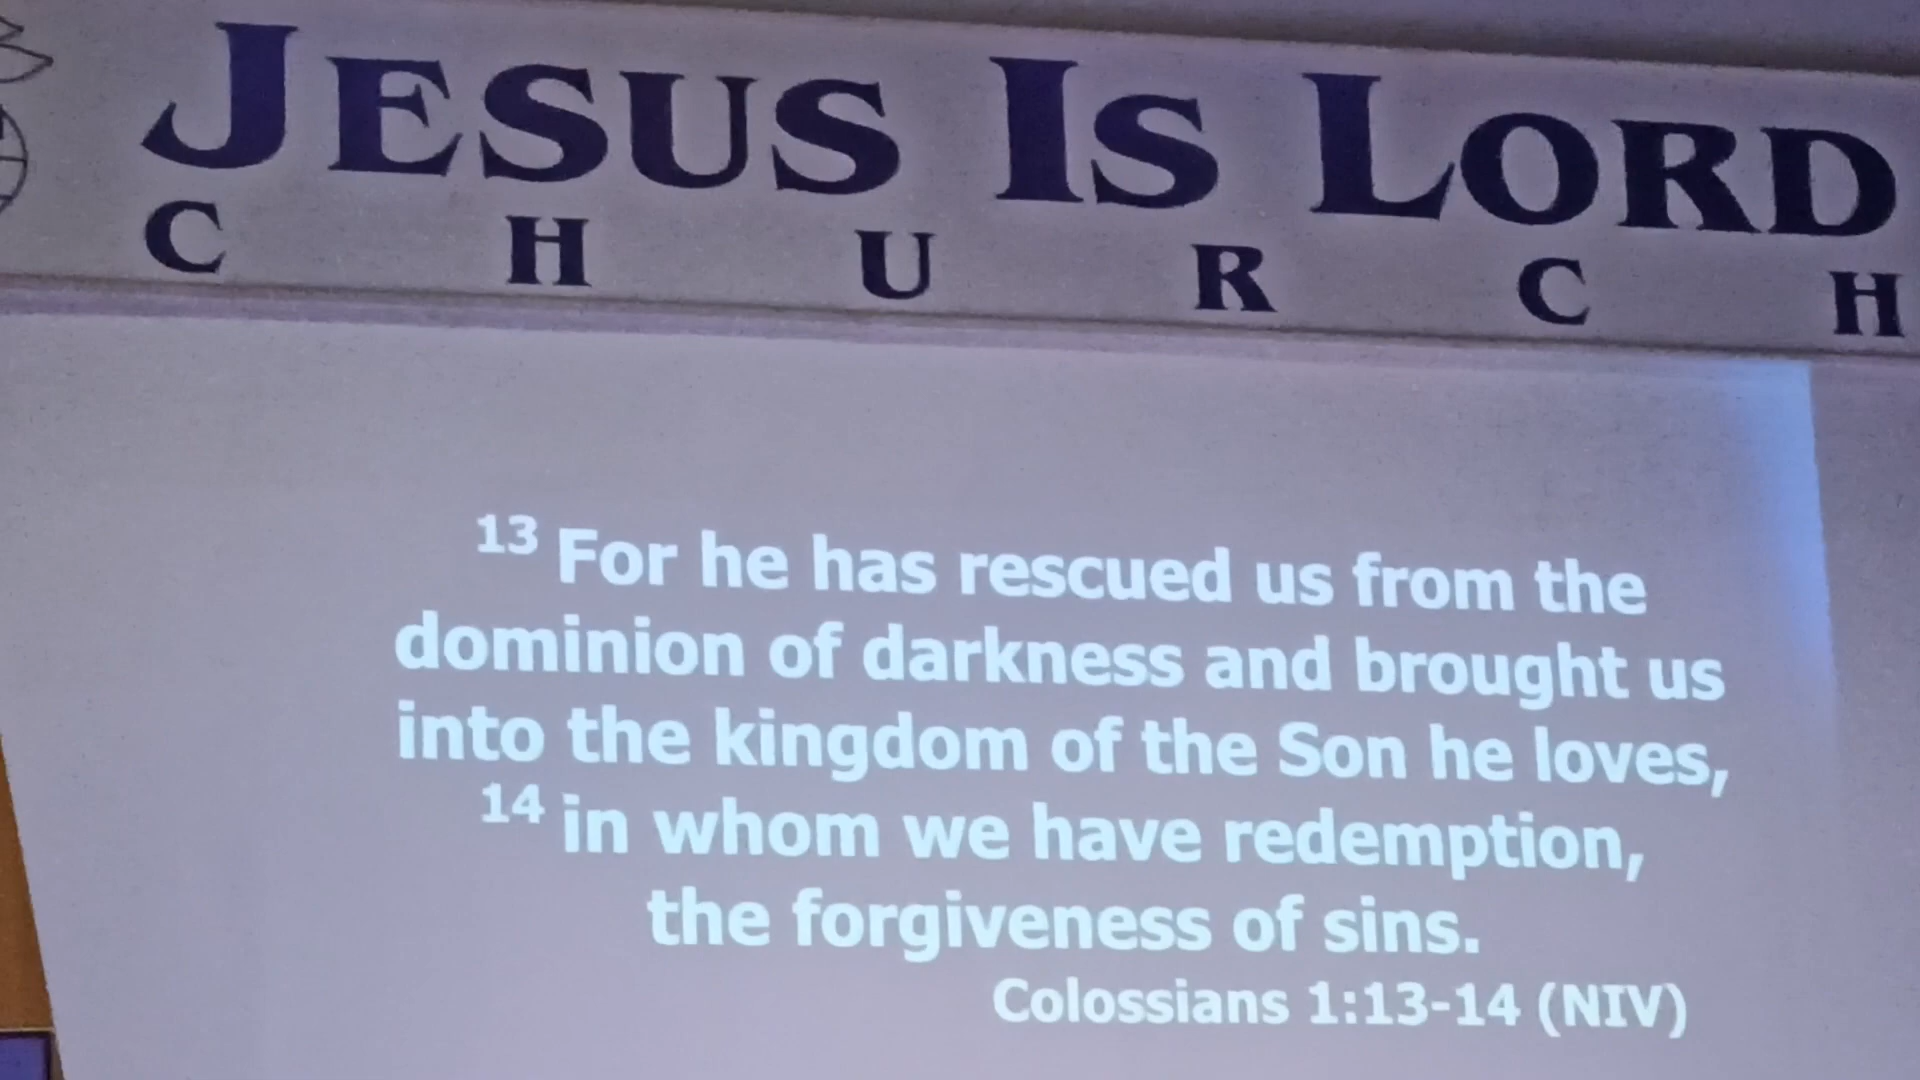 JESUS IS LORD
CHURCH
13 For he has rescued us from the
dominion of darkness and brought us
into the kingdom of the Son he loves,
14 in whom we have redemption,
the forgiveness of sins.
Colossians 1:13-14 (NIV)